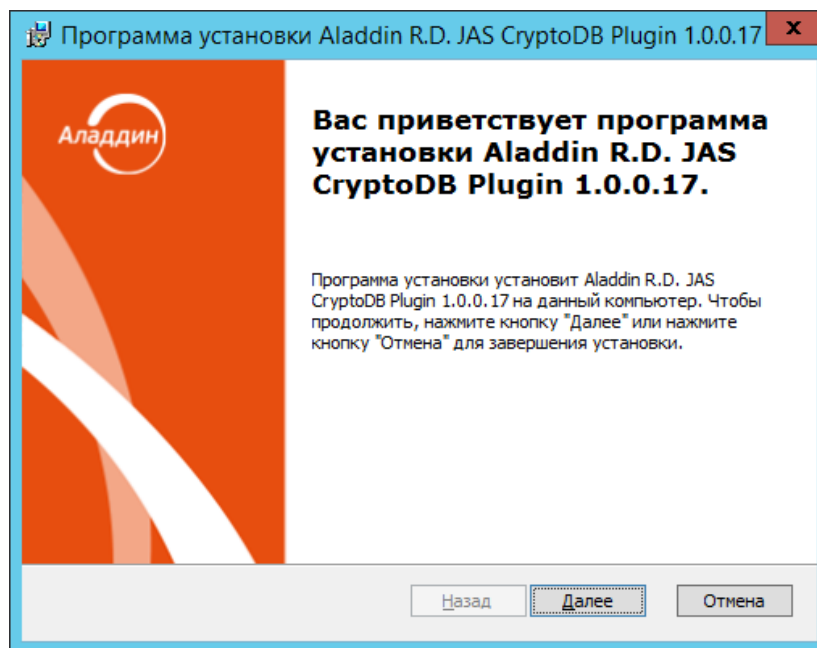 Программа установки Aladdin R.D. JAS CryptoDB Plugin 1.0.0.17
x
Аладдин
Вас приветствует программа
установки Aladdin R.D. JAS
CryptoDB Plugin 1.0.0.17.
Программа установки установит Aladdin R.D. JAS
CryptoDB Plugin 1.0.0.17 на данный компьютер. Чтобы
продолжить, нажмите кнопку "Далее" или нажмите
кнопку "Отмена" для завершения установки.
Назад Далее Отмена